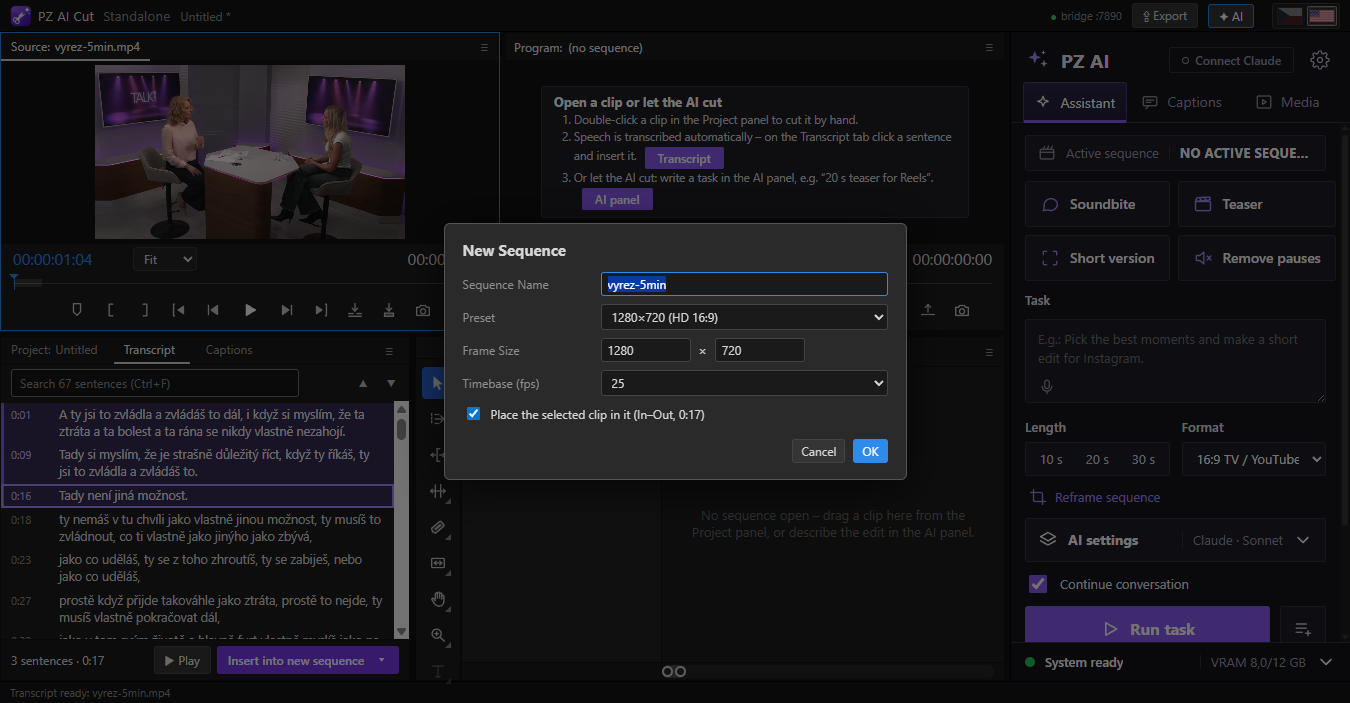 PZ AI Cut Standalone Untitled *
bridge :7890
Export
AI
Source: vyrez-5min.mp4
Program: (no sequence)
TALK!
Open a clip or let the AI cut
1. Double-click a clip in the Project panel to cut it by hand.
2. Speech is transcribed automatically – on the Transcript tab click a sentence
and insert it. Transcript
3. Or let the AI cut: write a task in the AI panel, e.g. “20 s teaser for Reels”.
AI panel
00:00:01:04
Fit
00:00
00:00:00:00
New Sequence
Sequence Name vyrez-5min
Preset 1280×720 (HD 16:9)
Frame Size 1280 × 720
Timebase (fps) 25
Place the selected clip in it (In–Out, 0:17)
Cancel OK
Project: Untitled Transcript Captions
Search 67 sentences (Ctrl+F)
0:01 A ty jsi to zvládla a zvládáš to dál, i když si myslím, že ta
ztráta a ta bolest a ta rána se nikdy vlastně nezahojí.
0:09 Tady si myslím, že je strašně důležitý říct, když ty říkáš, ty
jsi to zvládla a zvládáš to.
0:16 Tady není jiná možnost.
0:18 ty nemáš v tu chvíli jako vlastně jinou možnost, ty musíš to
zvládnout, co ti vlastně jako jinýho jako zbývá,
0:23 jako co uděláš, ty se z toho zhroutíš, ty se zabiješ, nebo
jako co uděláš,
0:27 prostě když přijde takováhle jako ztráta, prostě to nejde, ty
musíš vlastně pokračovat dál,
3 sentences · 0:17
Play
Insert into new sequence
Transcript ready: vyrez-5min.mp4
No sequence open – drag a clip here from the
Project panel, or describe the edit in the AI panel.
PZ AI
Connect Claude
Assistant Captions Media
Active sequence NO ACTIVE SEQUE...
Soundbite Teaser
Short version Remove pauses
Task
E.g.: Pick the best moments and make a short
edit for Instagram.
Length Format
10 s 20 s 30 s 16:9 TV / YouTube
Reframe sequence
AI settings Claude · Sonnet
Continue conversation
Run task
System ready VRAM 8,0/12 GB